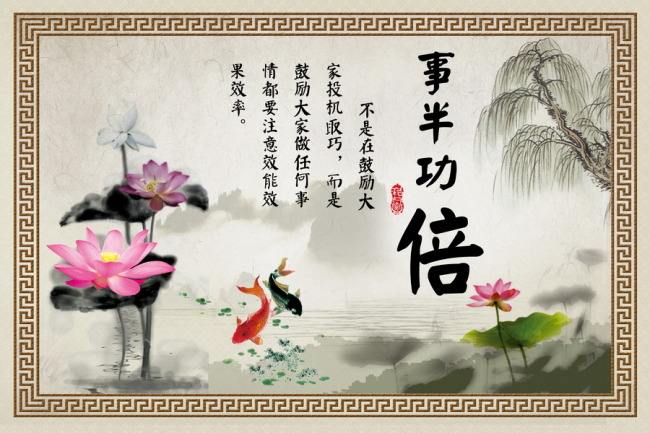 事半功倍
不是在鼓励大
家投机取巧，而是
鼓励大家做任何事
情都要注意效能效
果效率。